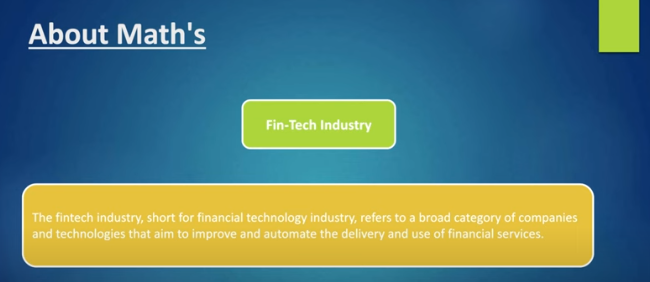 About Math's
Fin-Tech Industry
The fintech industry, short for financial technology industry, refers to a broad category of companies
and technologies that aim to improve and automate the delivery and use of financial services.